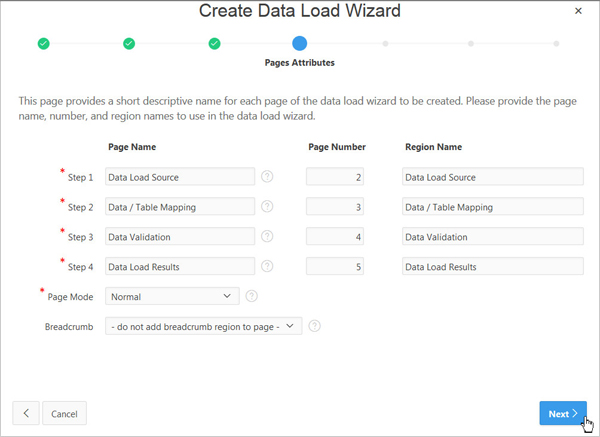 Create Data Load Wizard
Pages Attributes
This page provides a short descriptive name for each page of the data load wizard to be created. Please provide the page
name, number, and region names to use in the data load wizard.
Page Name Page Number Region Name
* Step 1 Data Load Source ? 2 Data Load Source
* Step 2 Data / Table Mapping ? 3 Data / Table Mapping
* Step 3 Data Validation ? 4 Data Validation
* Step 4 Data Load Results ? 5 Data Load Results
* Page Mode Normal ?
Breadcrumb - do not add breadcrumb region to page - ?
Cancel Next